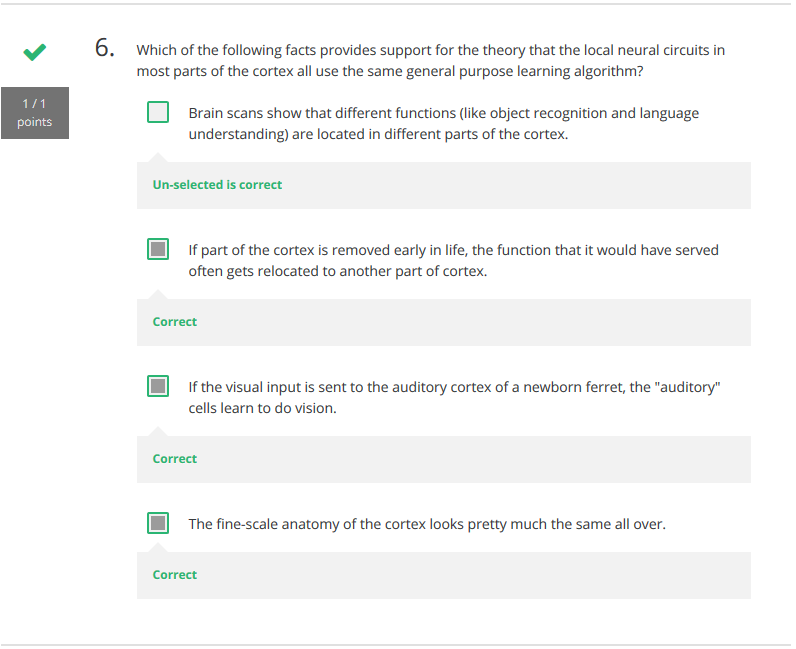 6.
Which of the following facts provides support for the theory that the local neural circuits in
most parts of the cortex all use the same general purpose learning algorithm?
1 / 1
points
Brain scans show that different functions (like object recognition and language
understanding) are located in different parts of the cortex.
Un-selected is correct
If part of the cortex is removed early in life, the function that it would have served
often gets relocated to another part of cortex.
Correct
If the visual input is sent to the auditory cortex of a newborn ferret, the "auditory"
cells learn to do vision.
Correct
The fine-scale anatomy of the cortex looks pretty much the same all over.
Correct